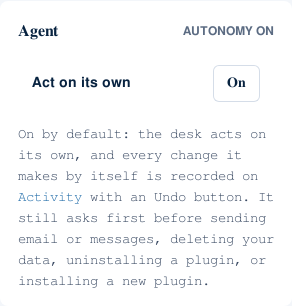 Agent AUTONOMY ON
Act on its own On
On by default: the desk acts on
its own, and every change it
makes by itself is recorded on
Activity with an Undo button. It
still asks first before sending
email or messages, deleting your
data, uninstalling a plugin, or
installing a new plugin.